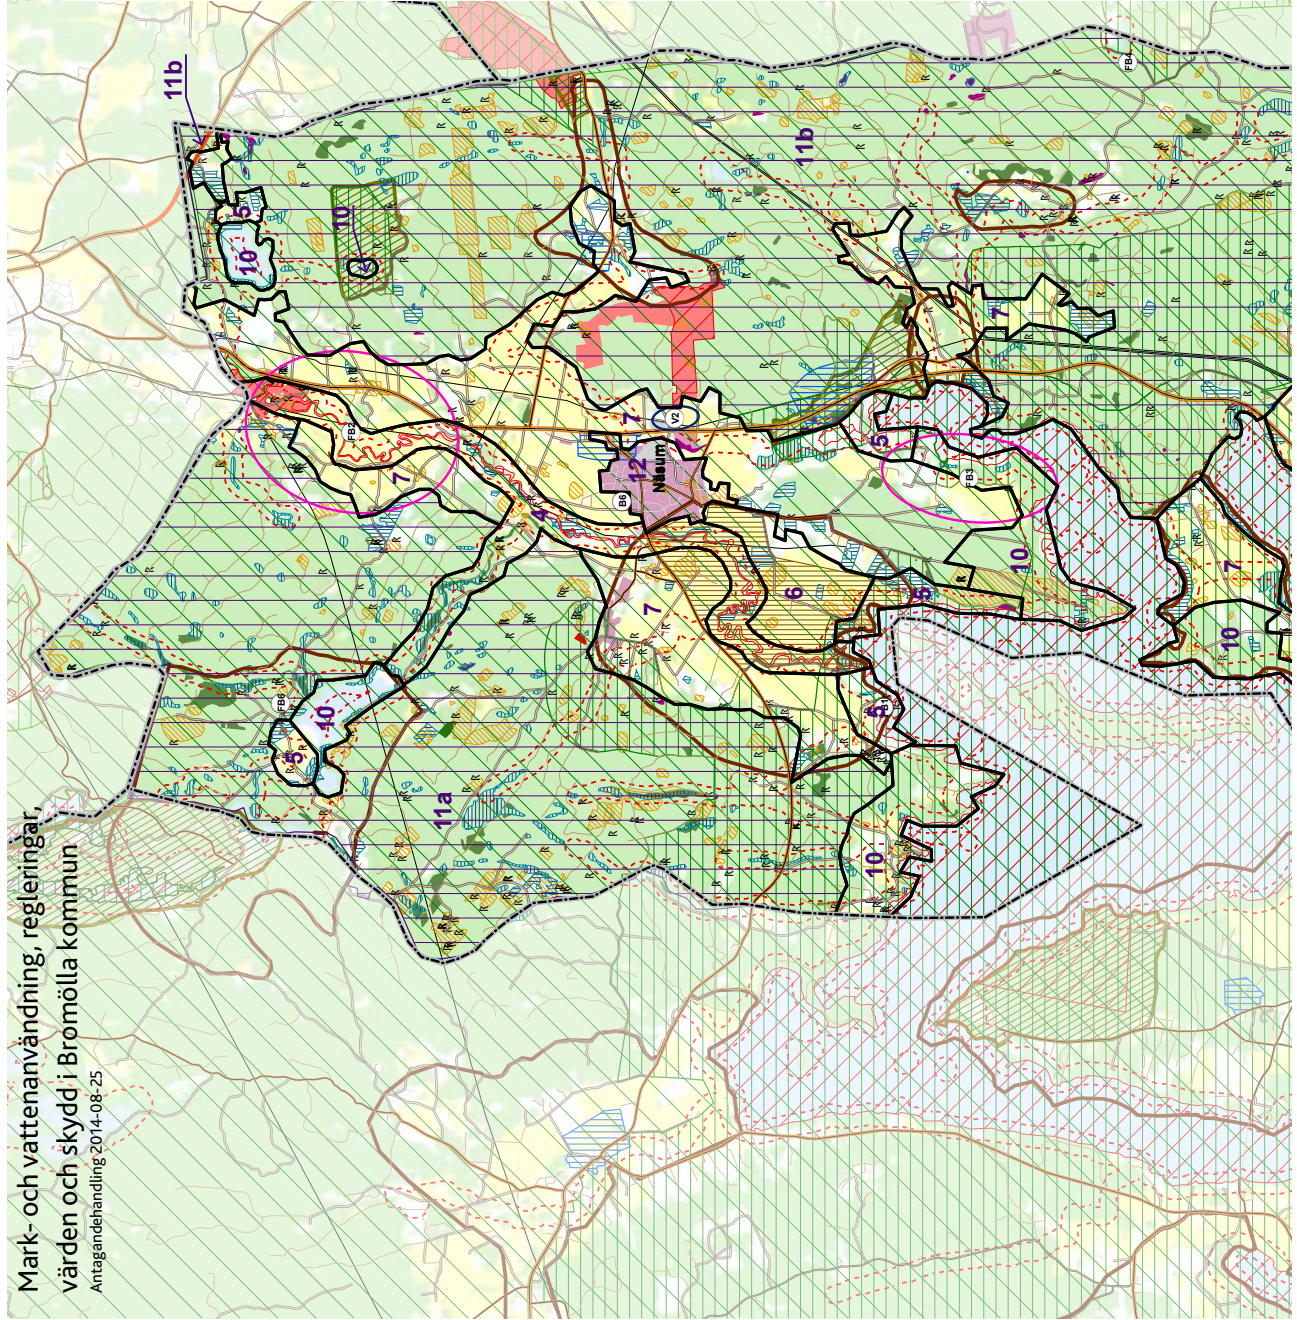 Mark- och vattenanvändning, regleringar,
värden och skydd i Bromölla kommun
Antagandehandling 2014-08-25
11b
5
10
10
FB2
7
4
11a
FB6
10
5
7
V2
12
Näsum
B6
7
6
5
5
10
11b
FB4
7
5
FB3
10
7
10